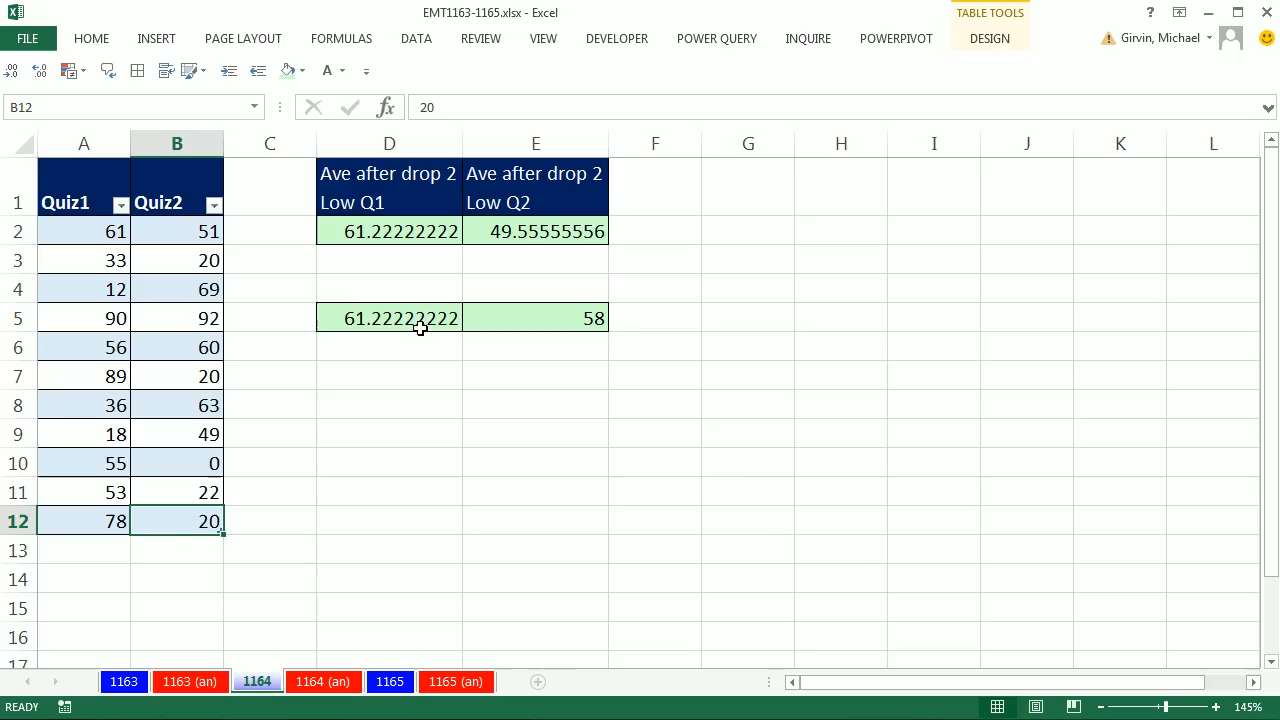 EMT1163-1165.xlsx - Excel
TABLE TOOLS
?
FILE HOME INSERT PAGE LAYOUT FORMULAS DATA REVIEW VIEW DEVELOPER POWER QUERY INQUIRE POWERPIVOT DESIGN Girvin, Michael
B12 fx 20
A B C D E F G H I J K L
Ave after drop 2 Ave after drop 2
1 Quiz1 Quiz2 Low Q1 Low Q2
2 61 51 61.22222222 49.55555556
3 33 20
4 12 69
5 90 92 61.22222222 58
6 56 60
7 89 20
8 36 63
9 18 49
10 55 0
11 53 22
12 78 20
13
14
15
16
17
1163 1163 (an) 1164 1164 (an) 1165 1165 (an)
READY 145%